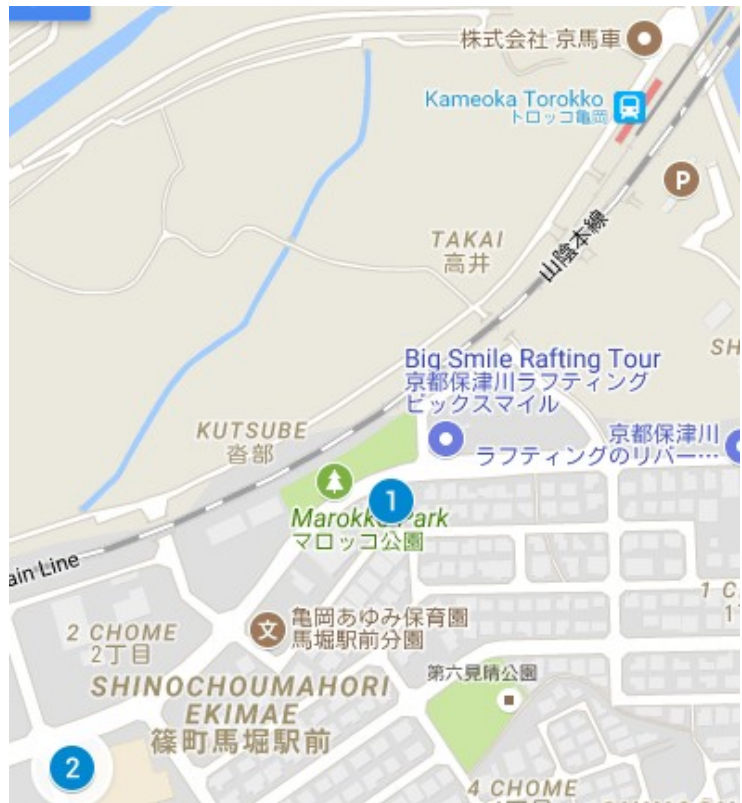 株式会社 京馬車
Kameoka Torokko
トロッコ亀岡
P
山陰本線
TAKAI
高井
SH
Big Smile Rafting Tour
京都保津川ラフティング
ビックスマイル
京都保津川
ラフティングのリバー…
KUTSUBE
沓部
1
Marokko Park
マロッコ公園
ain Line
亀岡あゆみ保育園
馬堀駅前分園
文
1 C
1
2 CHOME
2丁目
第六見晴公園
SHINOCHOUMAHORI
EKIMAE
篠町馬堀駅前
2
4 CHOME